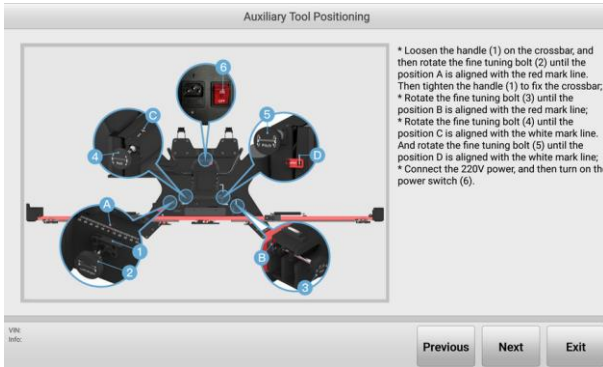 Auxiliary Tool Positioning
* Loosen the handle (1) on the crossbar, and
then rotate the fine tuning bolt (2) until the
position A is aligned with the red mark line.
Then tighten the handle (1) to fix the crossbar;
* Rotate the fine tuning bolt (3) until the
position B is aligned with the red mark line;
* Rotate the fine tuning bolt (4) until the
position C is aligned with the white mark line.
And rotate the fine tuning bolt (5) until the
position D is aligned with the white mark line;
* Connect the 220V power, and then turn on the
power switch (6).
6
C
5
4
D
A
1
B
2
3
VIN:
Info:
Previous
Next
Exit